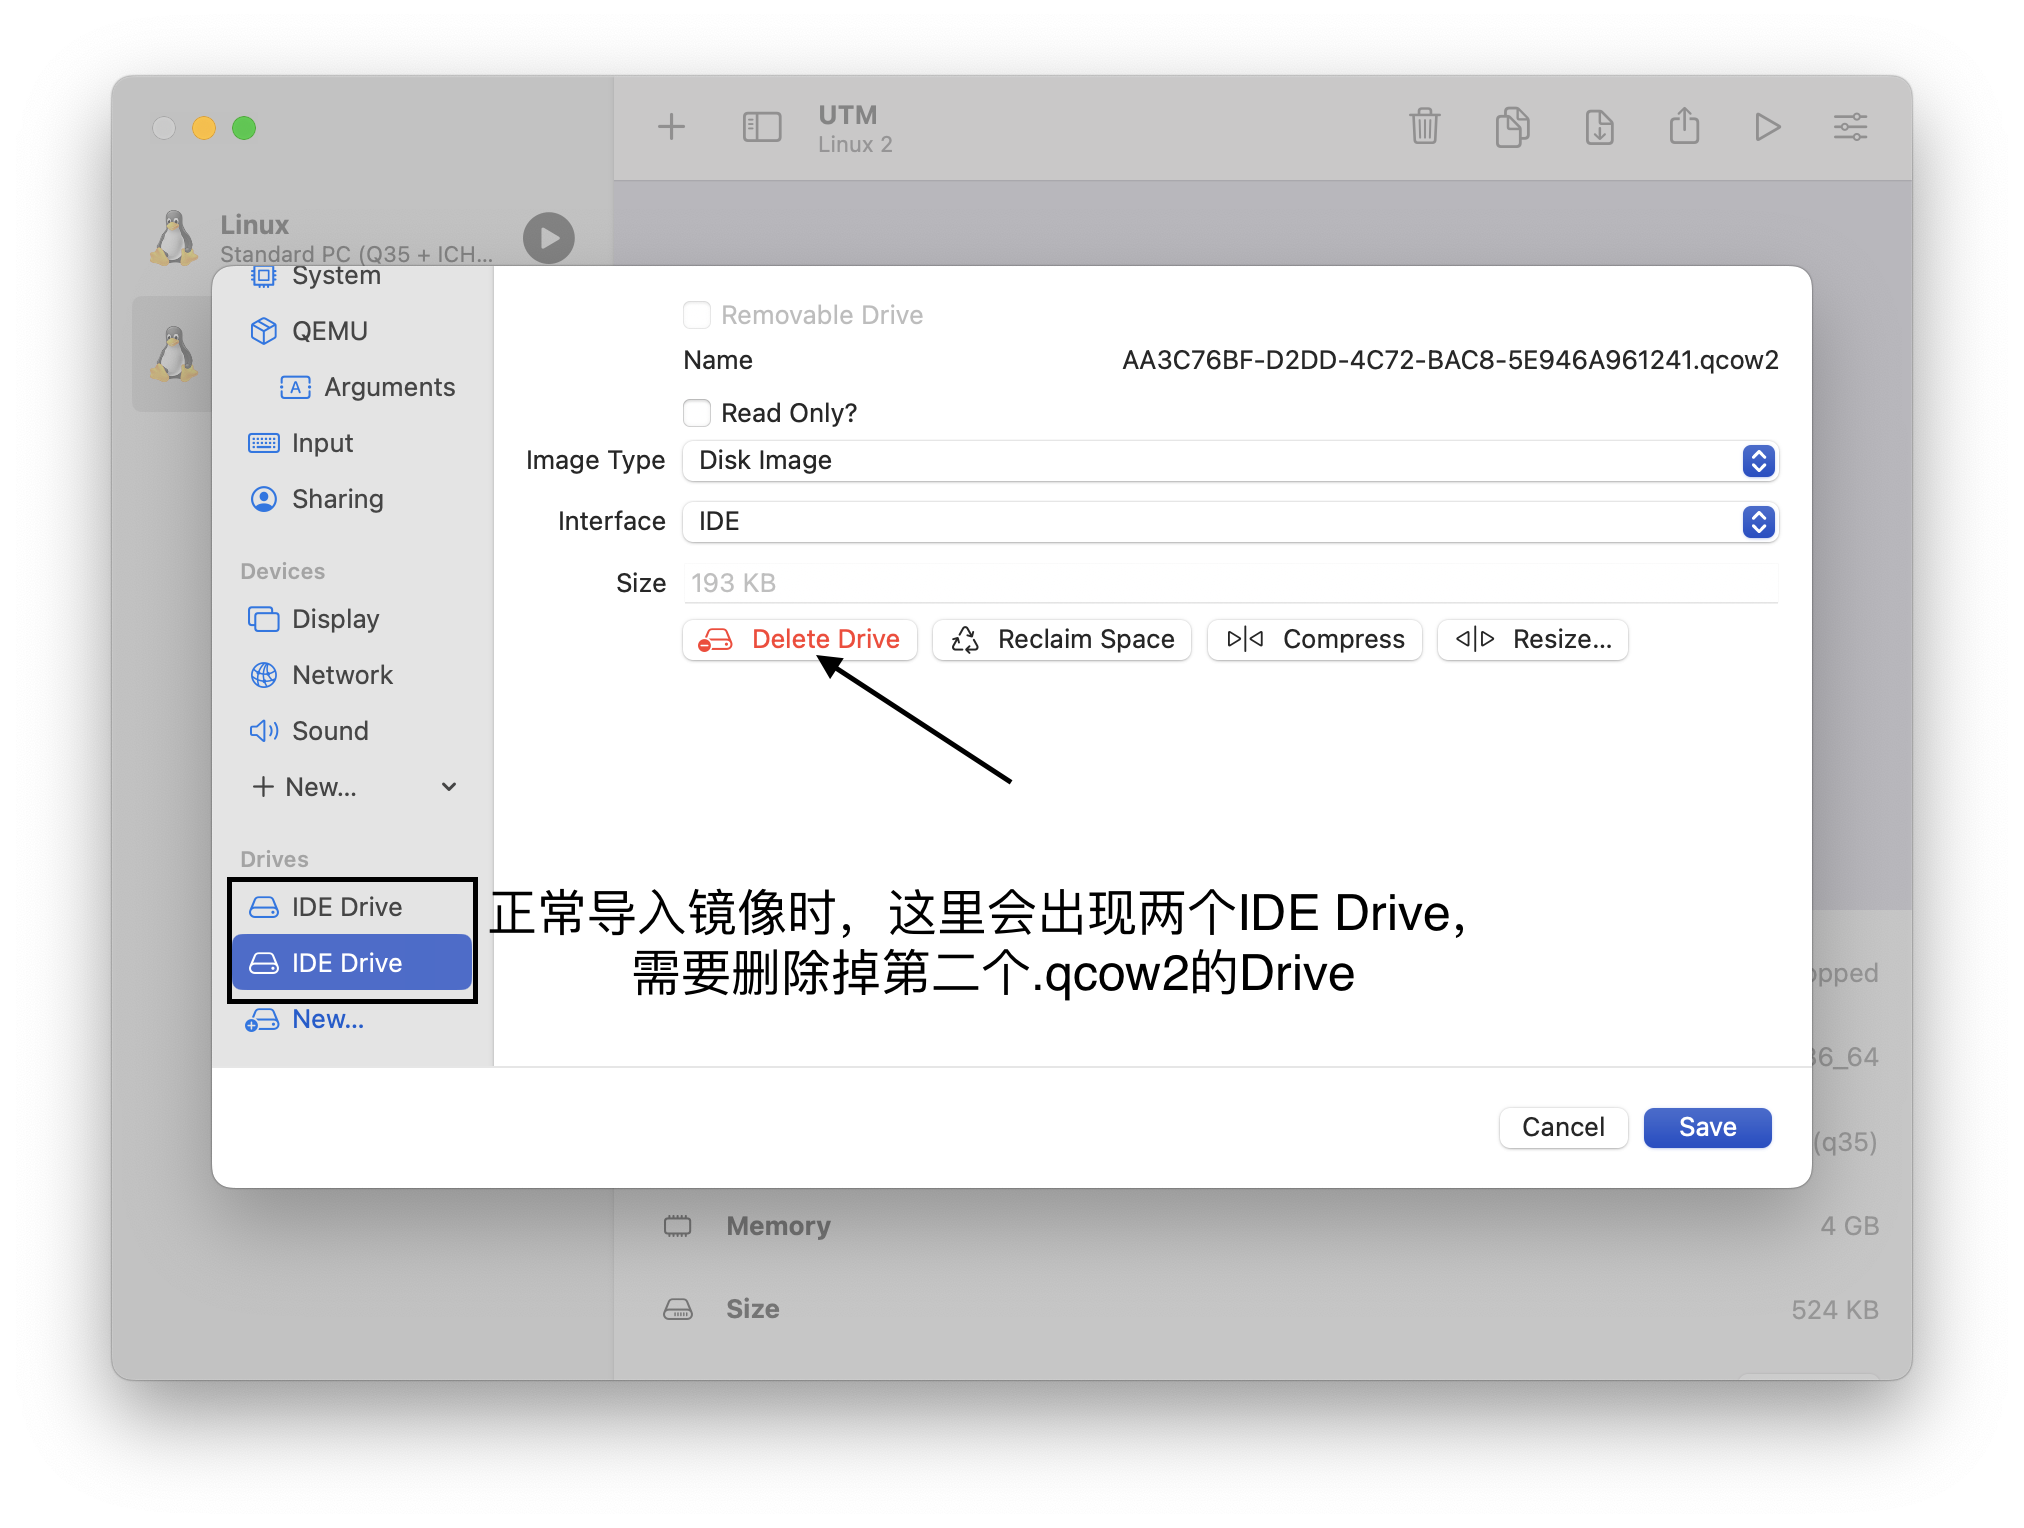 UTM
Linux 2
Linux
Standard PC (Q35 + ICH...
System
QEMU
A
Arguments
Input
Sharing
Devices
Display
Network
Sound
New...
Drives
IDE Drive
IDE Drive
New...
Removable Drive
Name
AA3C76BF-D2DD-4C72-BAC8-5E946A961241.qcow2
Read Only?
Image Type
Disk Image
Interface
IDE
Size
193 KB
Delete Drive
Reclaim Space
Compress
Resize...
正常导入镜像时，这里会出现两个IDE Drive，
需要删除掉第二个.qcow2的Drive
Cancel
Save
(q35)
Memory
4 GB
Size
524 KB